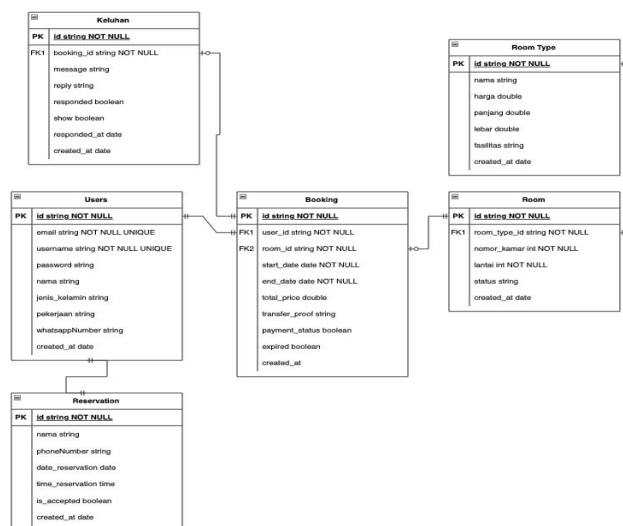 Keluhan
PK id string NOT NULL
FK1 booking_id string NOT NULL
message string
reply string
responded boolean
show boolean
responded_at date
created_at date
Room Type
PK id string NOT NULL
nama string
harga double
panjang double
lebar double
fasilitas string
created_at date
Users
PK id string NOT NULL
email string NOT NULL UNIQUE
username string NOT NULL UNIQUE
password string
nama string
jenis_kelamin string
pekerjaan string
whatsappNumber string
created_at date
Booking
PK id string NOT NULL
FK1 user_id string NOT NULL
FK2 room_id string NOT NULL
start_date date NOT NULL
end_date date NOT NULL
total_price double
transfer_proof string
payment_status boolean
expired boolean
created_at
Room
PK id string NOT NULL
FK1 room_type_id string NOT NULL
nomor_kamar int NOT NULL
lantai int NOT NULL
status string
created_at date
Reservation
PK id string NOT NULL
nama string
phoneNumber string
date_reservation date
time_reservation time
is_accepted boolean
created_at date